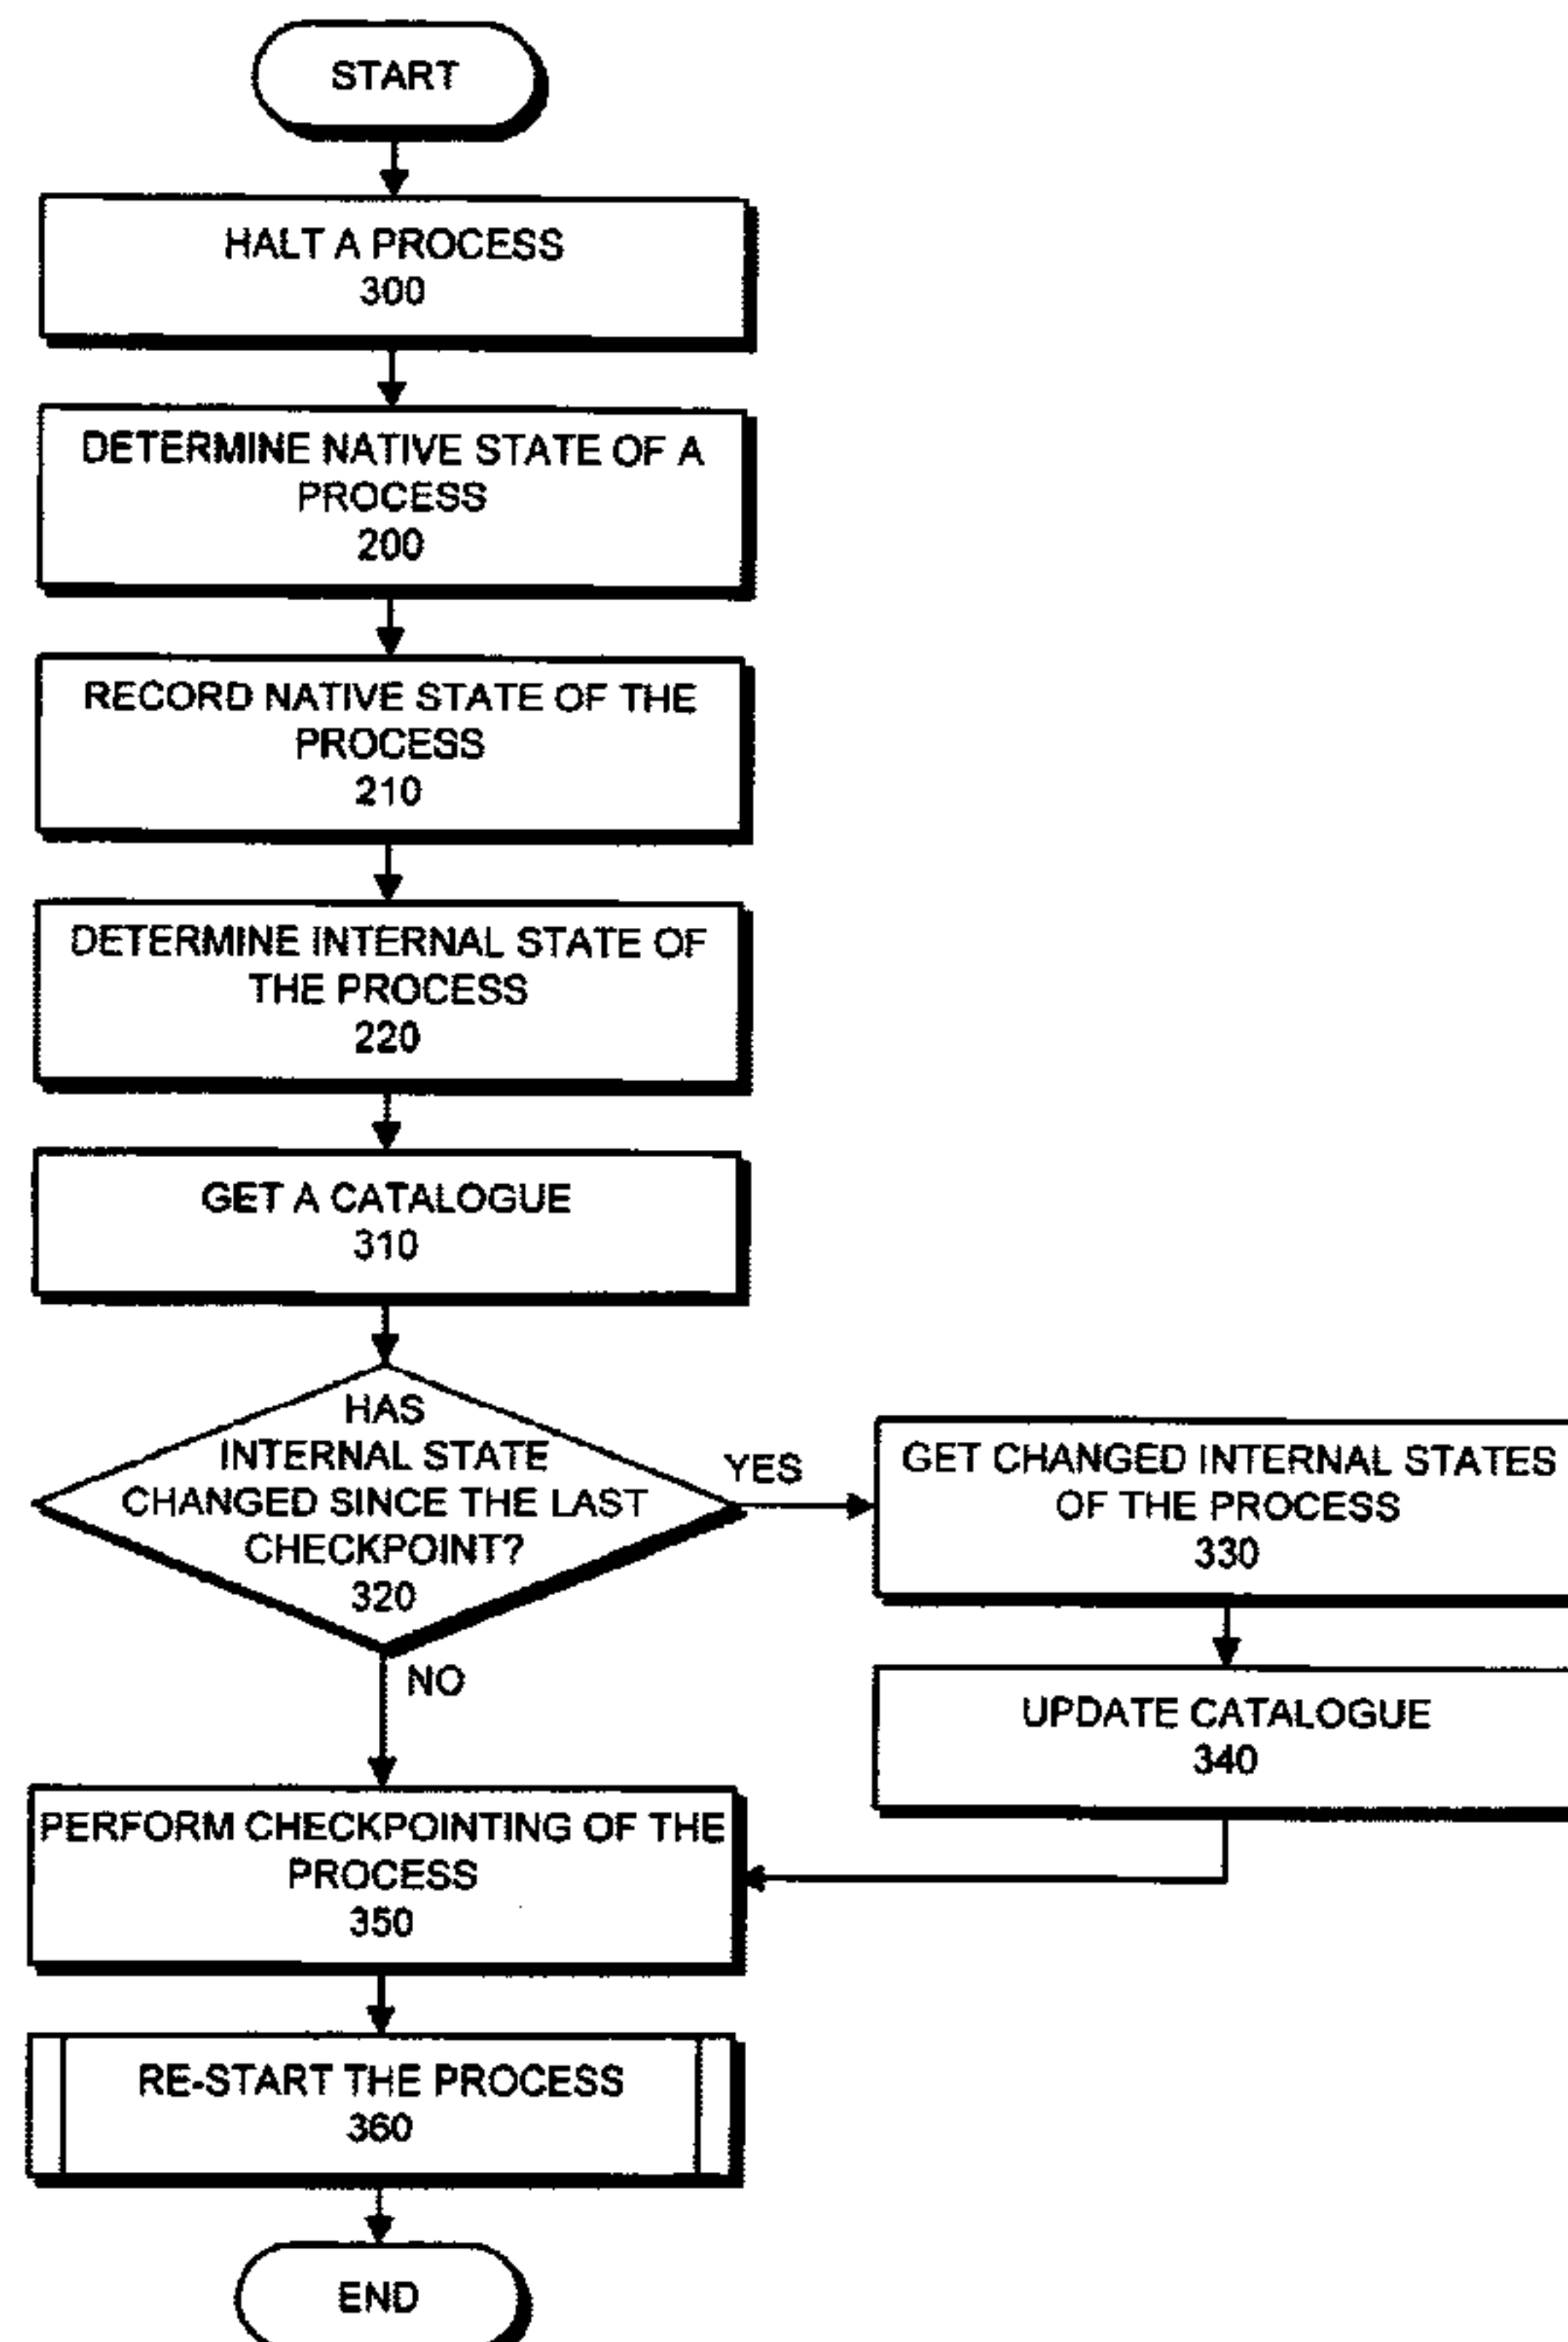 START
HALT A PROCESS
300
DETERMINE NATIVE STATE OF A
PROCESS
200
RECORD NATIVE STATE OF THE
PROCESS
210
DETERMINE INTERNAL STATE OF
THE PROCESS
220
GET A CATALOGUE
310
HAS
INTERNAL STATE
CHANGED SINCE THE LAST
CHECKPOINT?
320
YES
GET CHANGED INTERNAL STATES
OF THE PROCESS
330
UPDATE CATALOGUE
340
NO
PERFORM CHECKPOINTING OF THE
PROCESS
350
RE-START THE PROCESS
360
END